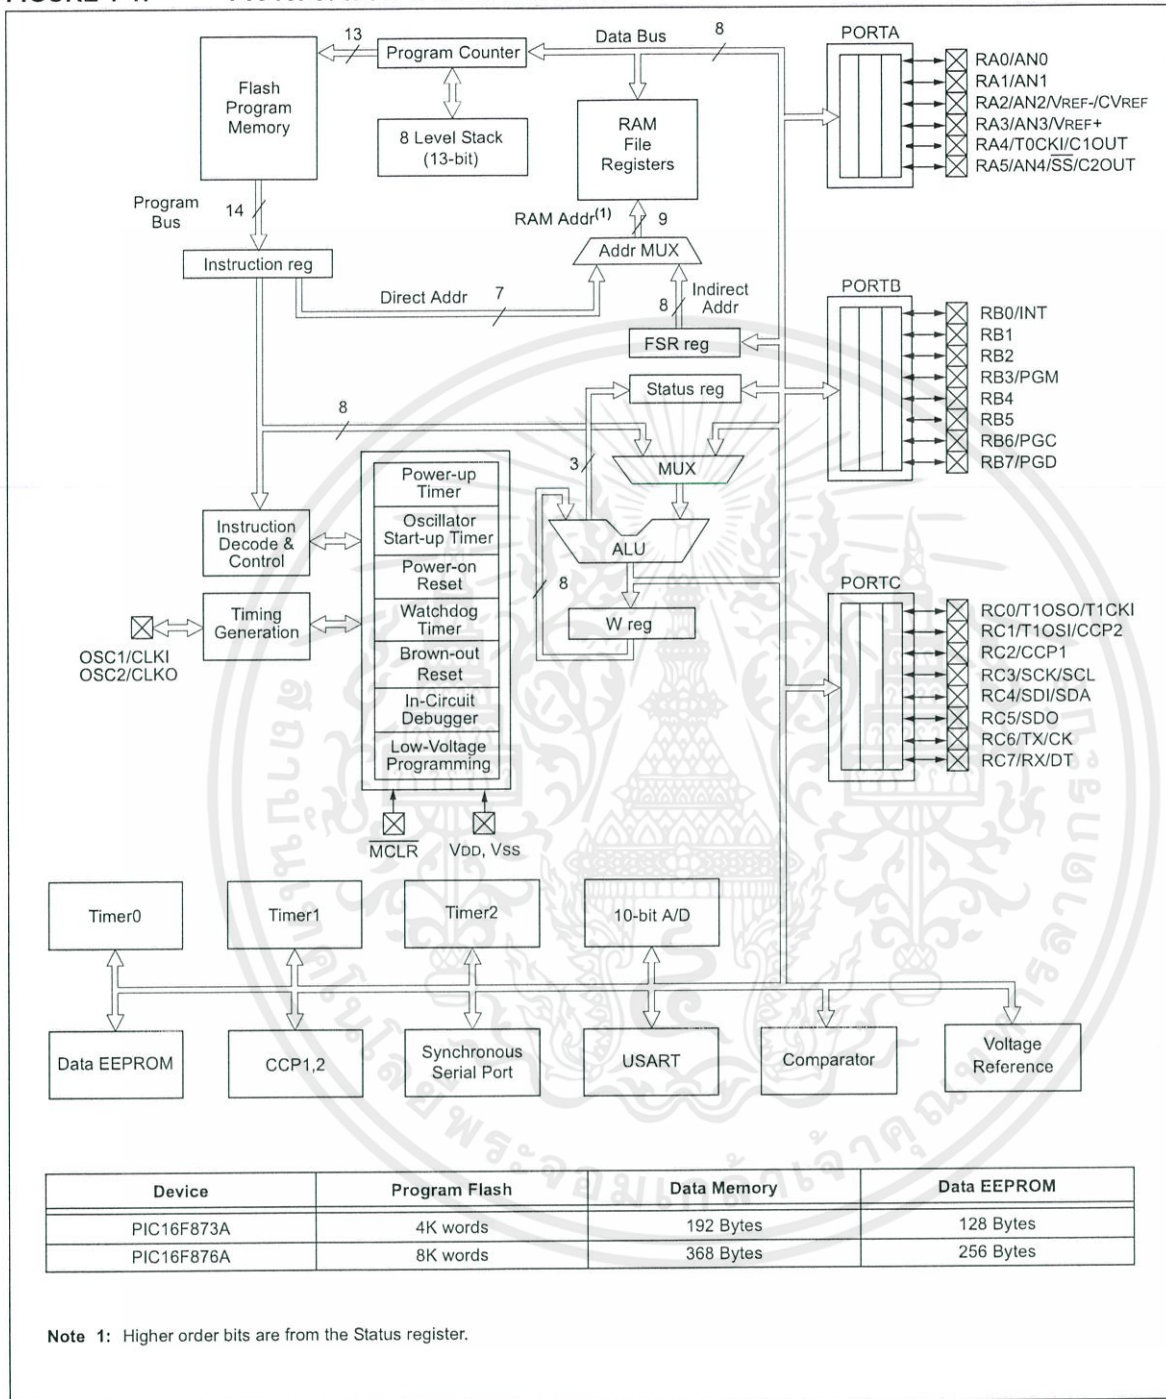 13
Program Counter
Data Bus
8
PORTA
Flash
Program
Memory
8 Level Stack
(13-bit)
RAM
File
Registers
RA0/AN0
RA1/AN1
RA2/AN2/VREF-/CVREF
RA3/AN3/VREF+
RA4/T0CKI/C1OUT
RA5/AN4/SS/C2OUT
Program
Bus
14
RAM Addr(1)
9
Addr MUX
Instruction reg
Direct Addr
7
8
Indirect
Addr
FSR reg
Status reg
PORTB
RB0/INT
RB1
RB2
RB3/PGM
RB4
RB5
RB6/PGC
RB7/PGD
8
3
MUX
ALU
8
W reg
Instruction
Decode &
Control
Timing
Generation
OSC1/CLKI
OSC2/CLKO
Power-up
Timer
Oscillator
Start-up Timer
Power-on
Reset
Watchdog
Timer
Brown-out
Reset
In-Circuit
Debugger
Low-Voltage
Programming
MCLR
VDD, VSS
PORTC
RC0/T1OSO/T1CKI
RC1/T1OSI/CCP2
RC2/CCP1
RC3/SCK/SCL
RC4/SDI/SDA
RC5/SDO
RC6/TX/CK
RC7/RX/DT
Timer0
Timer1
Timer2
10-bit A/D
Data EEPROM
CCP1,2
Synchronous
Serial Port
USART
Comparator
Voltage
Reference
Device Program Flash Data Memory Data EEPROM
PIC16F873A 4K words 192 Bytes 128 Bytes
PIC16F876A 8K words 368 Bytes 256 Bytes
Note 1: Higher order bits are from the Status register.